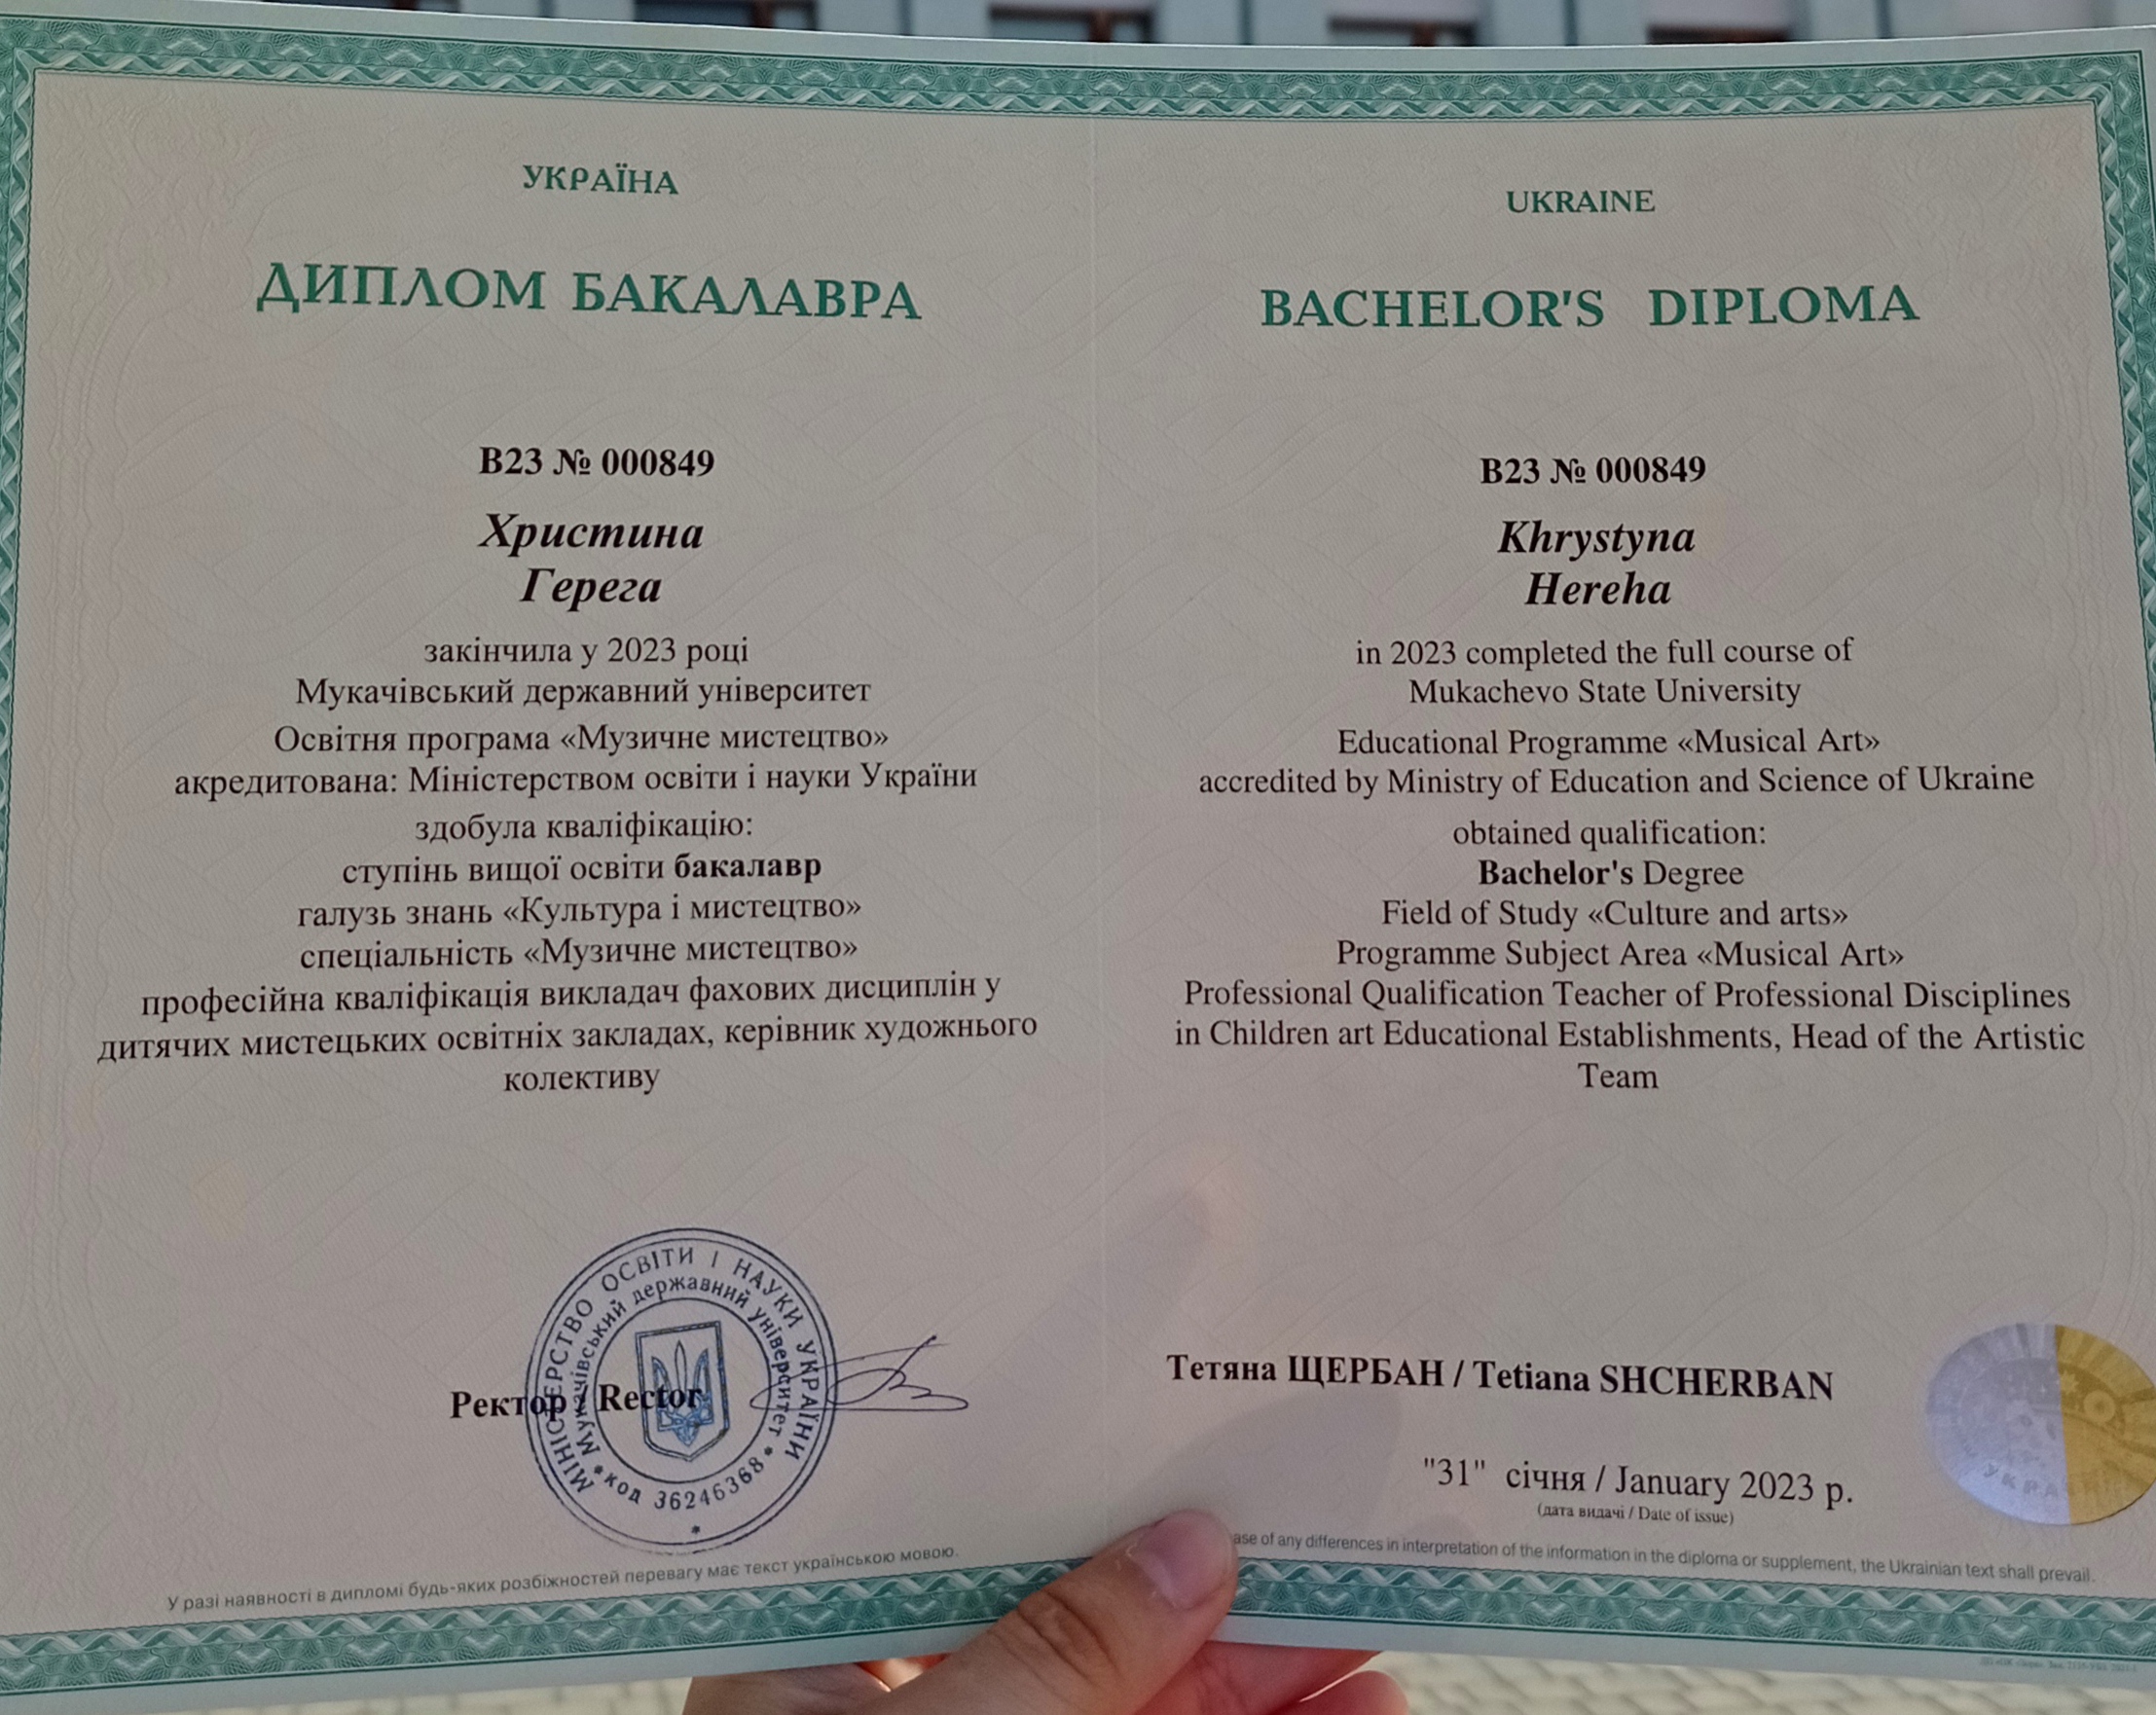 УКРАЇНА
ДИПЛОМ БАКАЛАВРА
B23 № 000849
Христина
Герега
закінчила у 2023 році
Мукачівський державний університет
Освітня програма «Музичне мистецтво»
акредитована: Міністерством освіти і науки України
здобула кваліфікацію:
ступінь вищої освіти бакалавр
галузь знань «Культура і мистецтво»
спеціальність «Музичне мистецтво»
професійна кваліфікація викладач фахових дисциплін у
дитячих мистецьких освітніх закладах, керівник художнього
колективу
Ректор / Rector
МІНІСТЕРСТВО ОСВІТИ І НАУКИ УКРАЇНИ
Мукачівський державний університет
* код 36246368 *
У разі наявності в дипломі будь-яких розбіжностей перевагу має текст українською мовою.
UKRAINE
BACHELOR'S DIPLOMA
B23 № 000849
Khrystyna
Hereha
in 2023 completed the full course of
Mukachevo State University
Educational Programme «Musical Art»
accredited by Ministry of Education and Science of Ukraine
obtained qualification:
Bachelor's Degree
Field of Study «Culture and arts»
Programme Subject Area «Musical Art»
Professional Qualification Teacher of Professional Disciplines
in Children art Educational Establishments, Head of the Artistic
Team
Тетяна ЩЕРБАН / Tetiana SHCHERBAN
"31" січня / January 2023 р.
(дата видачі / Date of issue)
ase of any differences in interpretation of the information in the diploma or supplement, the Ukrainian text shall prevail.